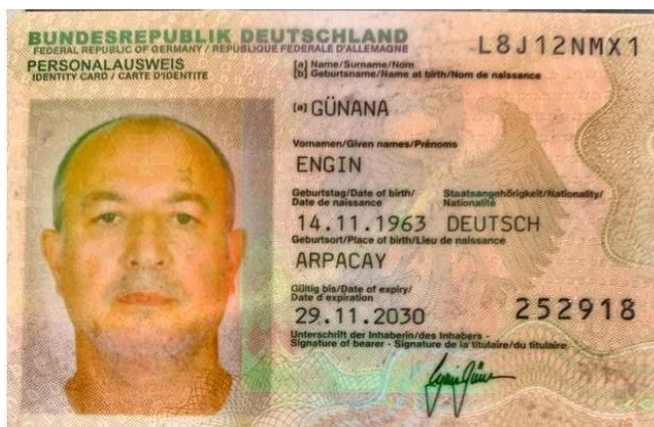 BUNDESREPUBLIK DEUTSCHLAND
FEDERAL REPUBLIC OF GERMANY / REPUBLIQUE FEDERALE D'ALLEMAGNE
PERSONALAUSWEIS
IDENTITY CARD / CARTE D'IDENTITE
L8J12NMX1
[a] Name/Surname/Nom
[b] Geburtsname/Name at birth/Nom de naissance
[a] GÜNANA
Vornamen/Given names/Prénoms
ENGIN
Geburtstag/Date of birth/ Staatsangehörigkeit/Nationality/
Date de naissance Nationalité
14.11.1963 DEUTSCH
Geburtsort/Place of birth/Lieu de naissance
ARPACAY
Gültig bis/Date of expiry/
Date d'expiration
29.11.2030 252918
Unterschrift der Inhaberin/des Inhabers -
Signature of bearer - Signature de la titulaire/du titulaire